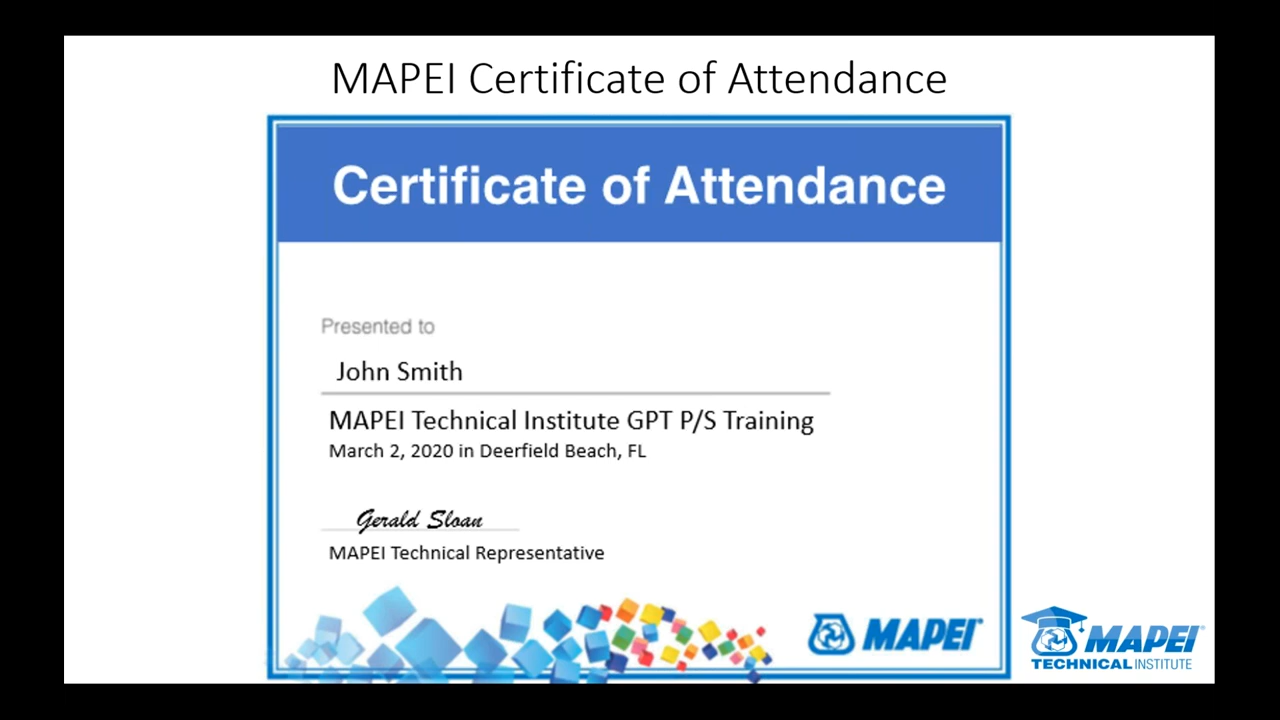 MAPEI Certificate of Attendance
Certificate of Attendance
Presented to
John Smith
MAPEI Technical Institute GPT P/S Training
March 2, 2020 in Deerfield Beach, FL
Gerald Sloan
MAPEI Technical Representative
MAPEI
MAPEI®
TECHNICAL INSTITUTE